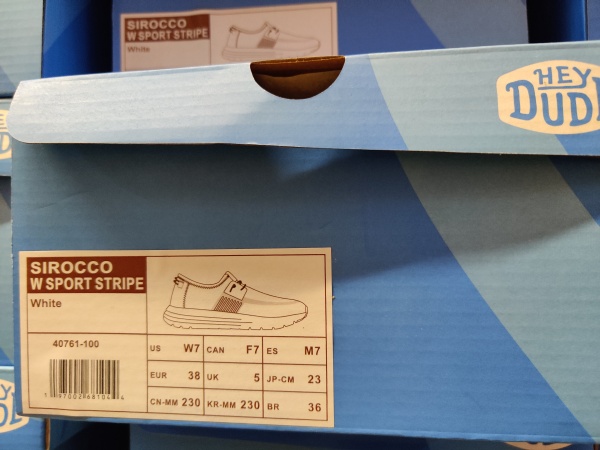 SIROCCO
W SPORT STRIPE
White
HEY
DUDE
SIROCCO
W SPORT STRIPE
White
40761-100
US W7 CAN F7 ES M7
EUR 38 UK 5 JP-CM 23
CN-MM 230 KR-MM 230 BR 36